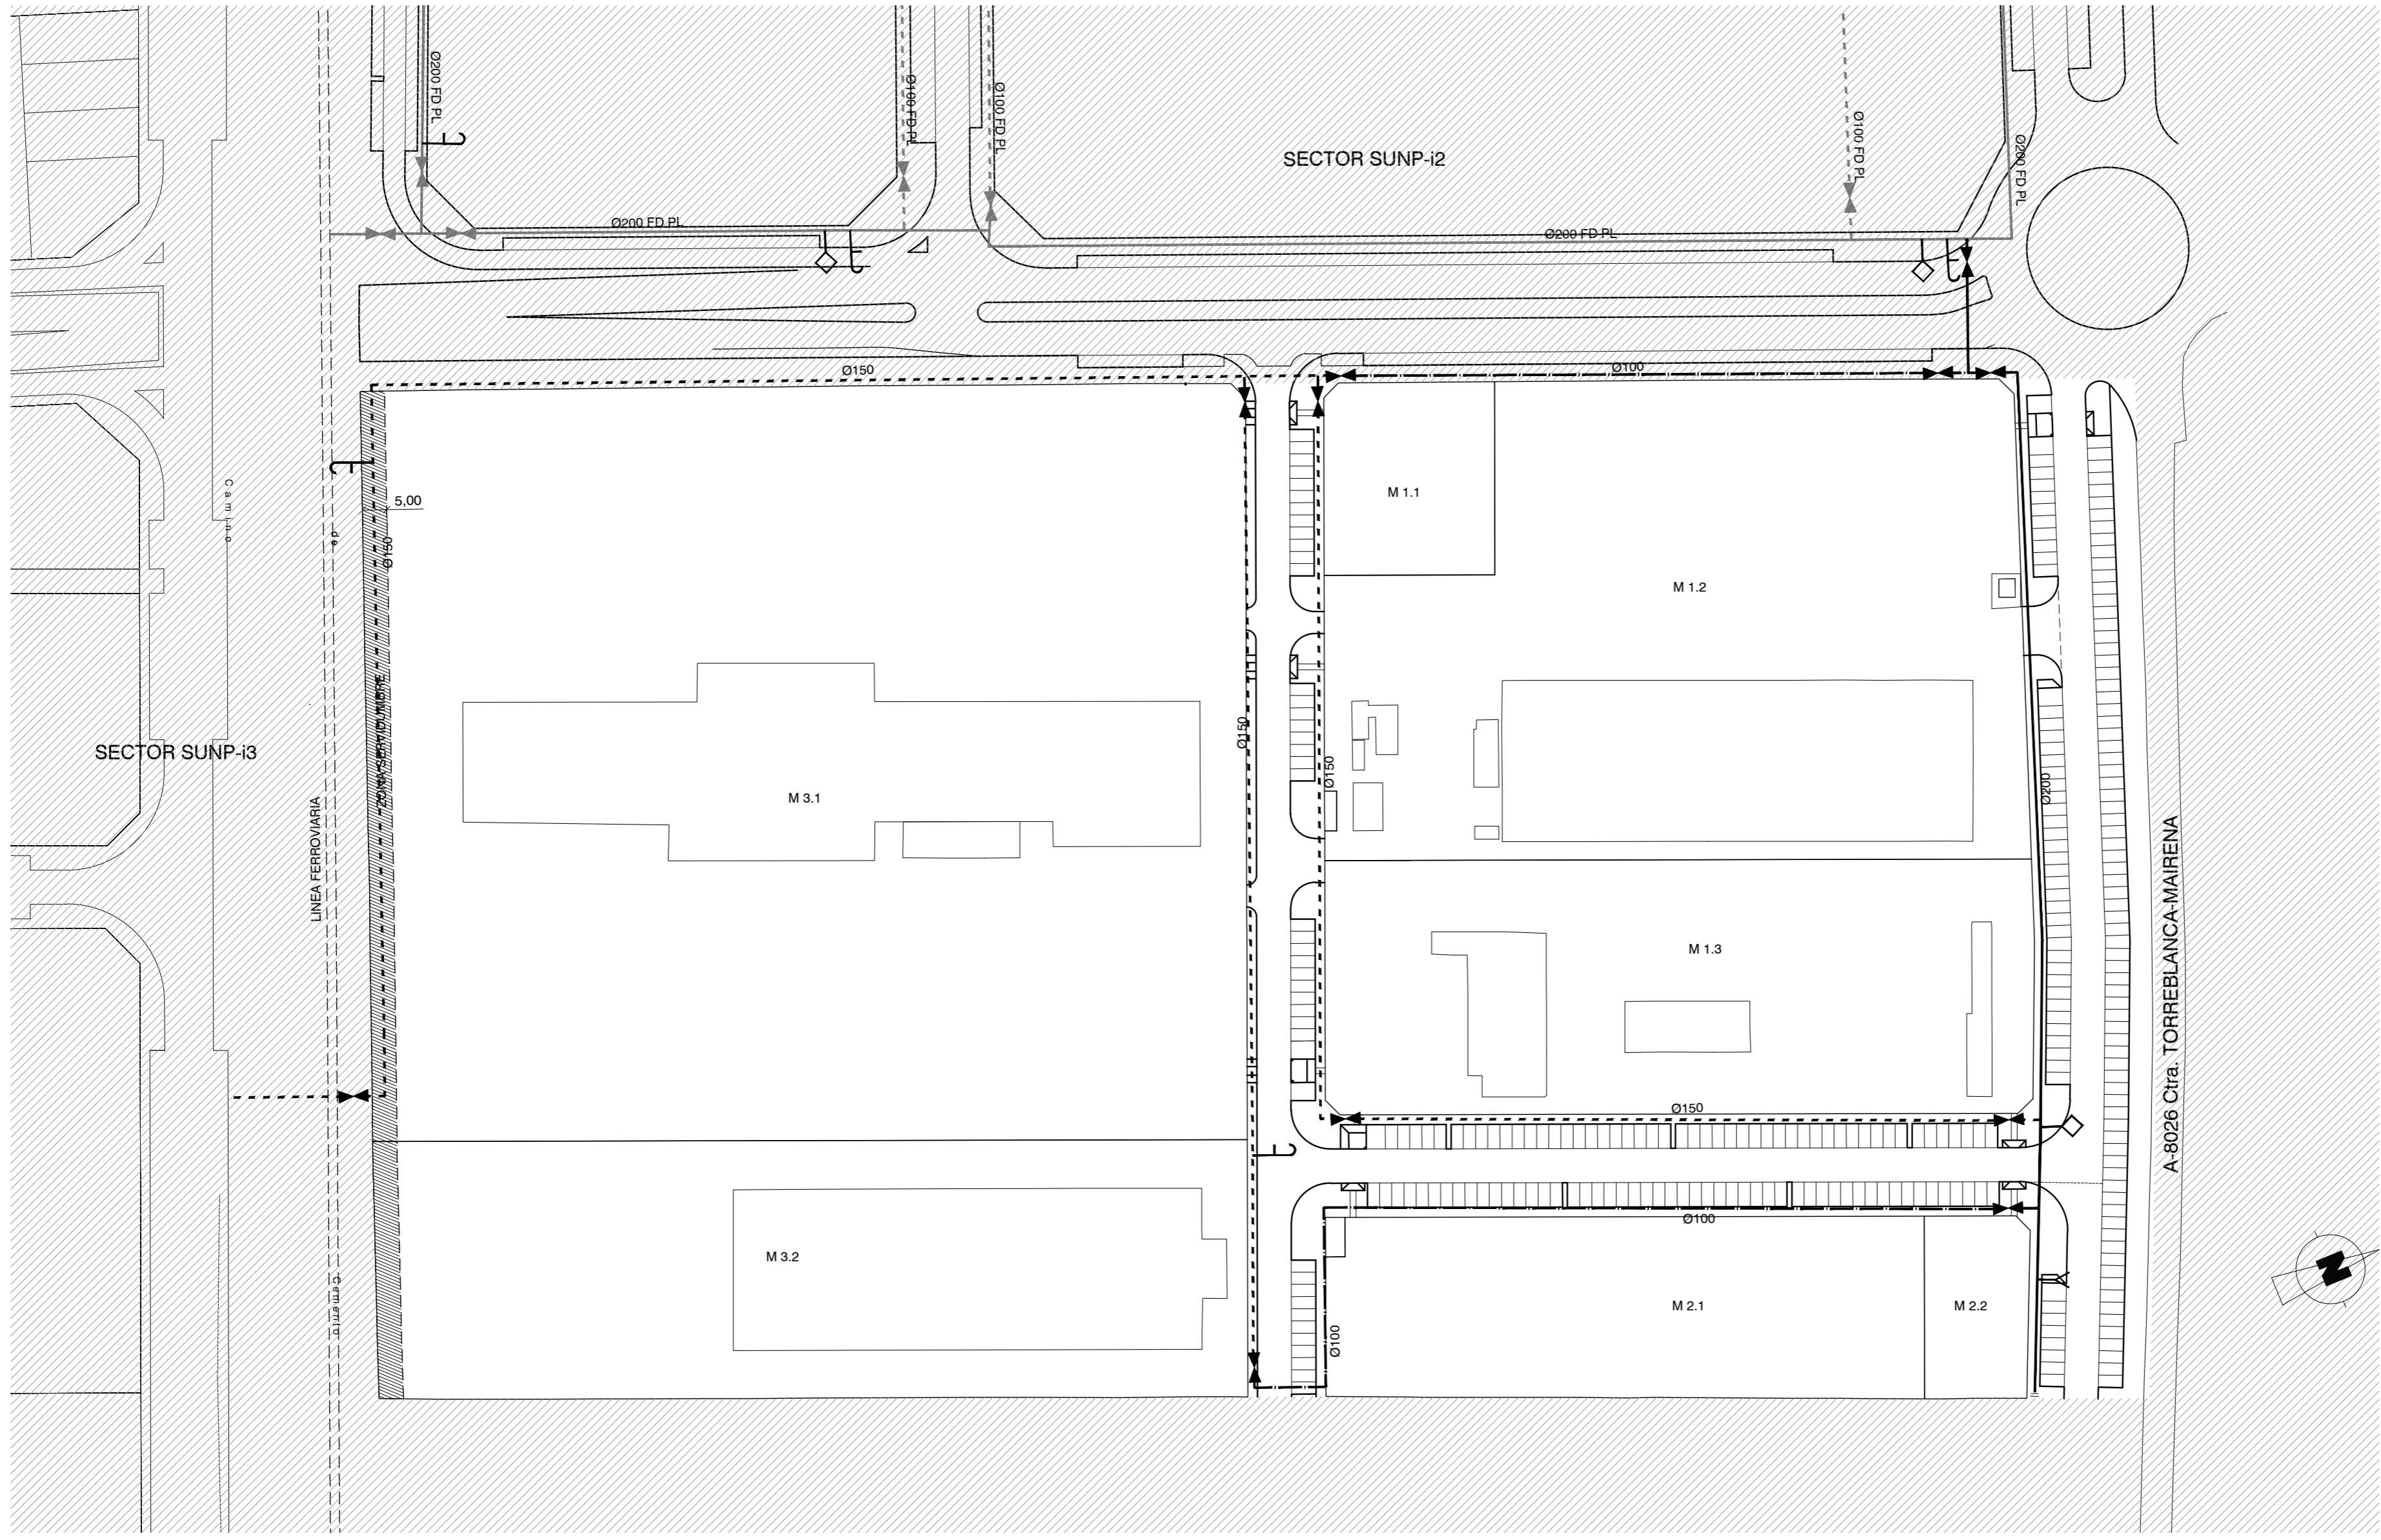 Ø200 FD PL
Ø100 FD PL
Ø100 FD PL
Ø100 FD PL
Ø200 FD PL
SECTOR SUNP-i2
Ø200 FD PL
Ø200 FD PL
Ø150
Ø100
Camino
de
5,00
Ø150
M 1.1
M 1.2
ZONA SERVIDUMBRE
SECTOR SUNP-i3
LINEA FERROVIARIA
M 3.1
Ø150
Ø150
Ø200
M 1.3
A-8026 Ctra. TORREBLANCA-MAIRENA
Ø150
Ø100
M 3.2
M 2.1
M 2.2
Ø100
N